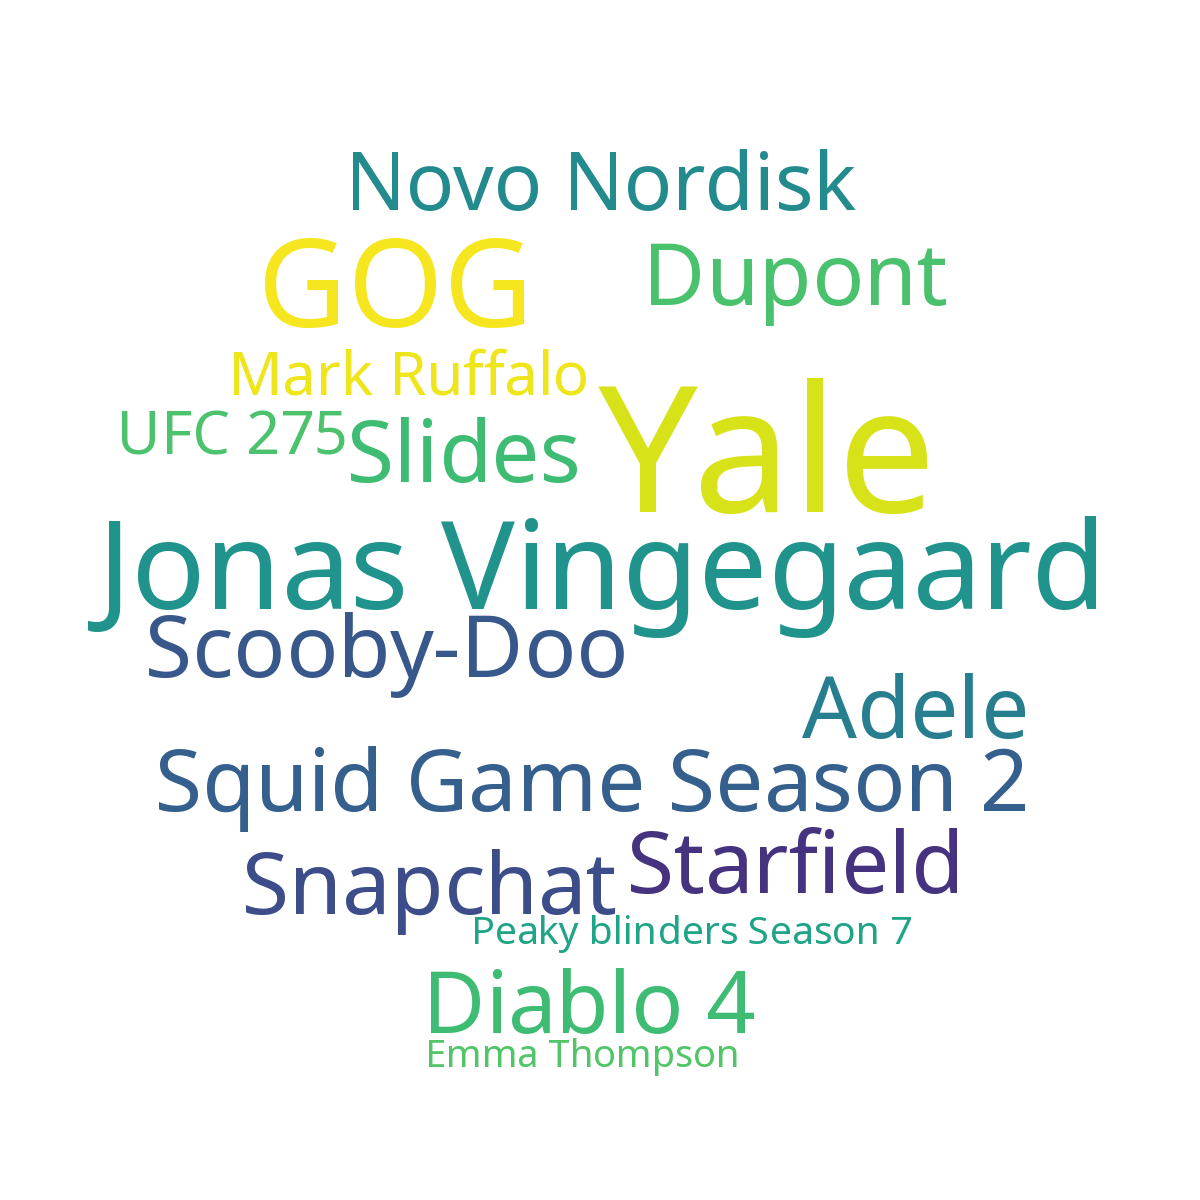 Novo Nordisk
GOG
Dupont
Mark Ruffalo
Yale
UFC 275
Slides
Jonas Vingegaard
Scooby-Doo
Adele
Squid Game Season 2
Starfield
Snapchat
Peaky blinders Season 7
Diablo 4
Emma Thompson